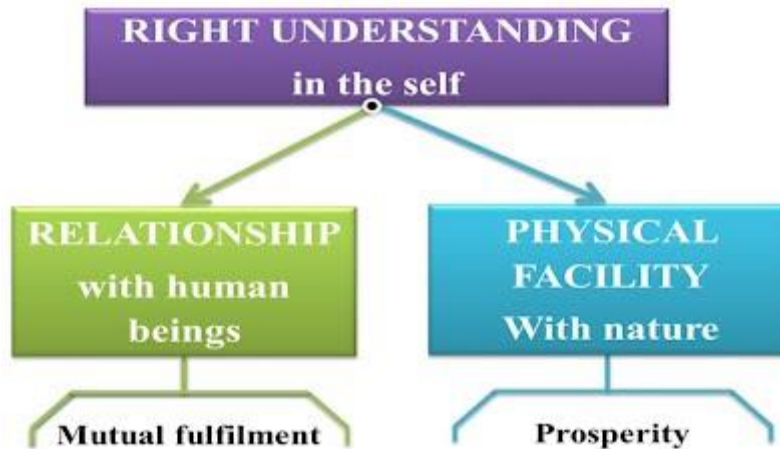 RIGHT UNDERSTANDING
in the self
RELATIONSHIP
with human
beings
PHYSICAL
FACILITY
With nature
Mutual fulfilment
Prosperity